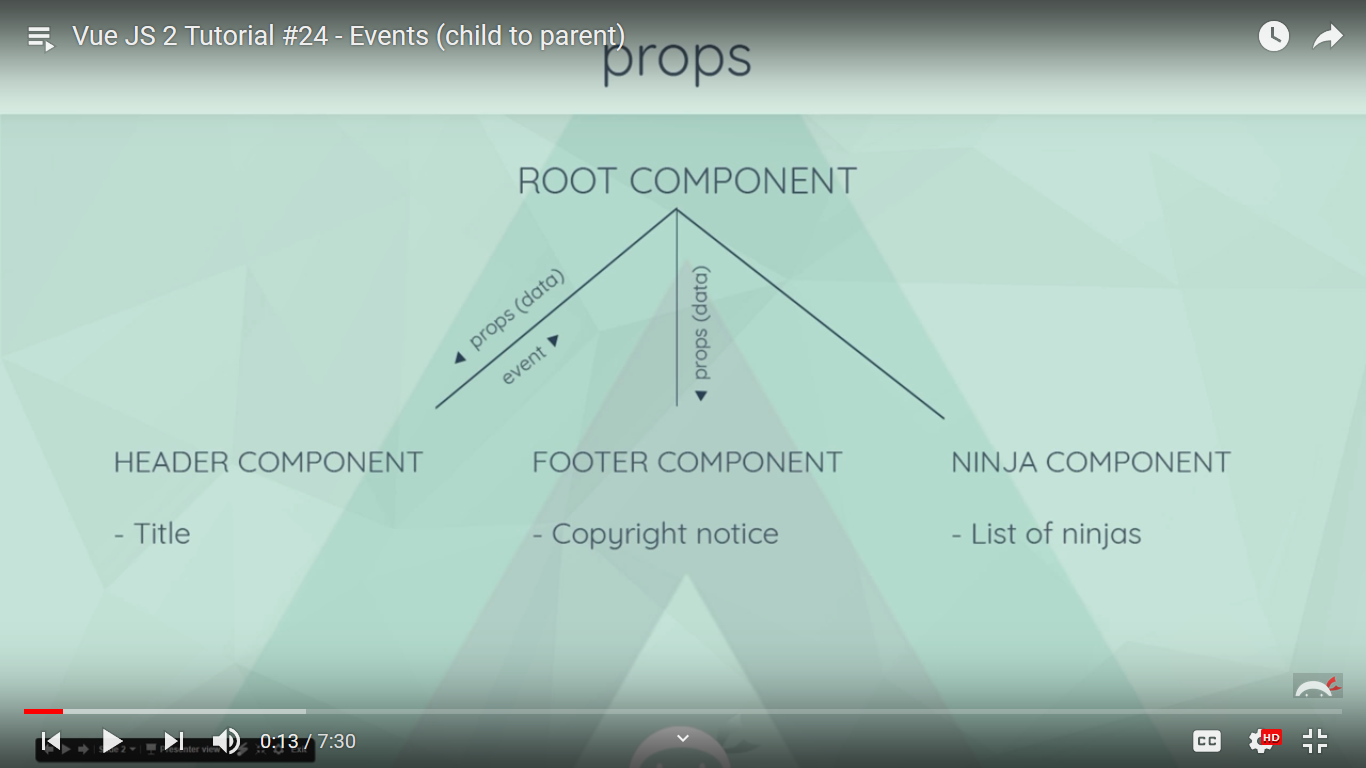 Vue JS 2 Tutorial #24 - Events (child to parent)
props
ROOT COMPONENT
props (data)
event
props (data)
HEADER COMPONENT
FOOTER COMPONENT
NINJA COMPONENT
- Title
- Copyright notice
- List of ninjas
0:13 / 7:30
CC
HD